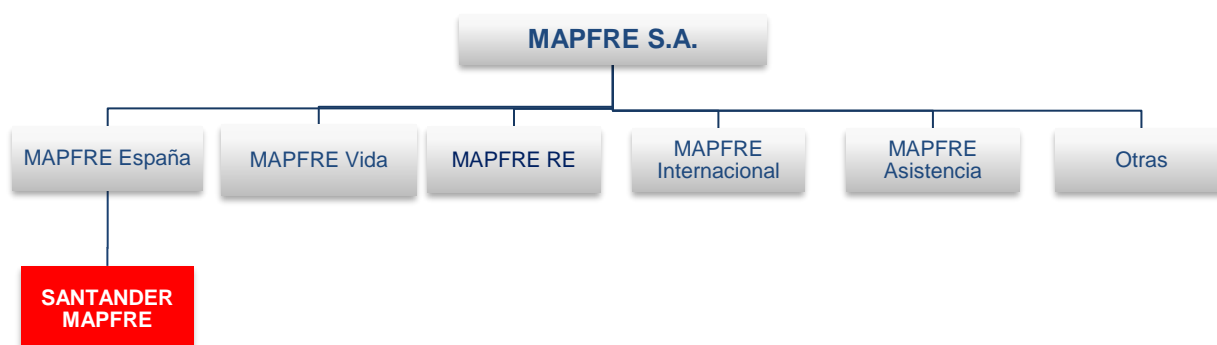 MAPFRE S.A.
MAPFRE España
MAPFRE Vida
MAPFRE RE
MAPFRE
Internacional
MAPFRE
Asistencia
Otras
SANTANDER
MAPFRE